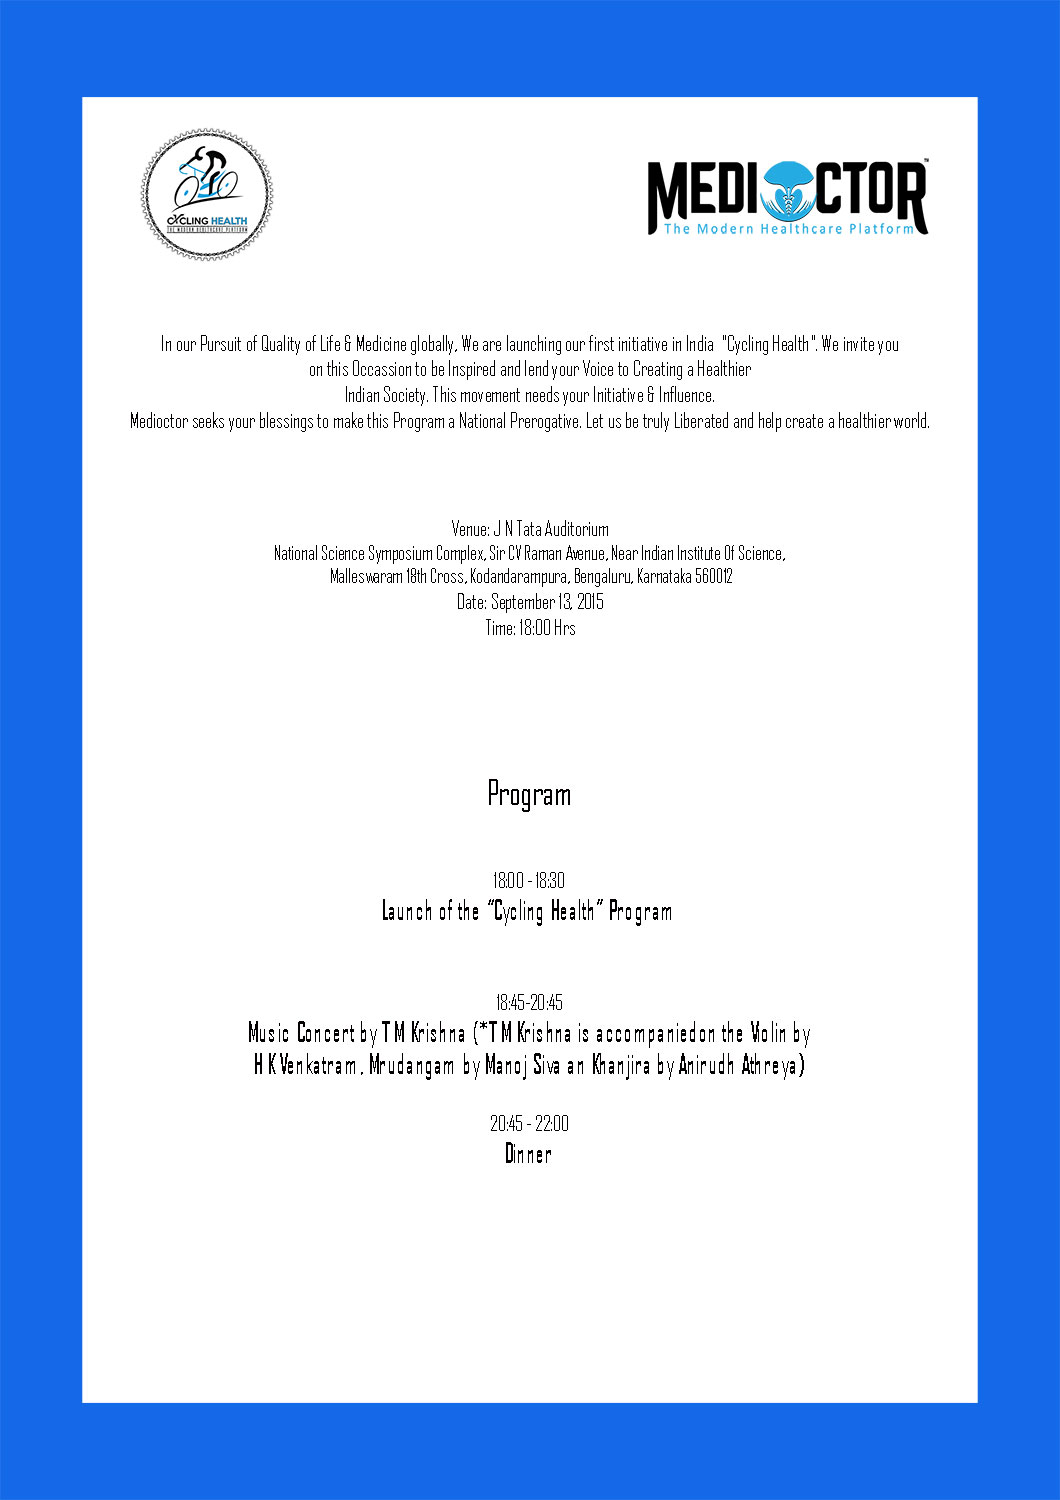 CYCLING HEALTH
THE MODERN HEALTHCARE PLATFORM
MEDIOCTOR™
The Modern Healthcare Platform
In our Pursuit of Quality of Life & Medicine globally, We are launching our first initiative in India "Cycling Health". We invite you
on this Occassion to be Inspired and lend your Voice to Creating a Healthier
Indian Society. This movement needs your Initiative & Influence.
Medioctor seeks your blessings to make this Program a National Prerogative. Let us be truly Liberated and help create a healthier world.
Venue: J N Tata Auditorium
National Science Symposium Complex, Sir CV Raman Avenue, Near Indian Institute Of Science,
Malleswaram 18th Cross, Kodandarampura, Bengaluru, Karnataka 560012
Date: September 13, 2015
Time: 18:00 Hrs
Program
18:00 - 18:30
Launch of the “Cycling Health” Program
18:45-20:45
Music Concert by T M Krishna (*T M Krishna is accompaniedon the Violin by
H K Venkatram, Mrudangam by Manoj Siva an Khanjira by Anirudh Athreya)
20:45 - 22:00
Dinner